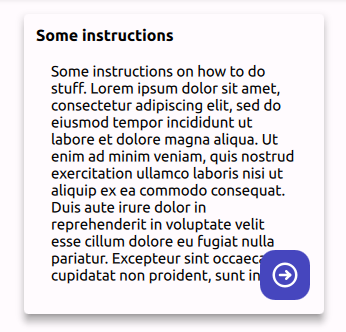 Some instructions
Some instructions on how to do
stuff. Lorem ipsum dolor sit amet,
consectetur adipiscing elit, sed do
eiusmod tempor incididunt ut
labore et dolore magna aliqua. Ut
enim ad minim veniam, quis nostrud
exercitation ullamco laboris nisi ut
aliquip ex ea commodo consequat.
Duis aute irure dolor in
reprehenderit in voluptate velit
esse cillum dolore eu fugiat nulla
pariatur. Excepteur sint
cupidatat non proident, sunt in